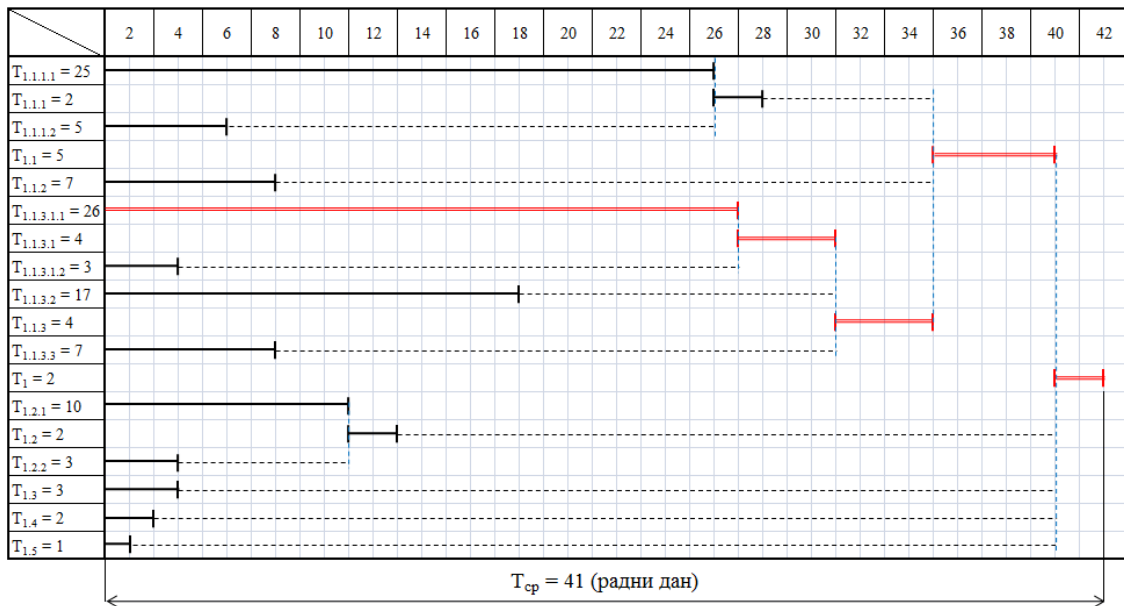 2 4 6 8 10 12 14 16 18 20 22 24 26 28 30 32 34 36 38 40 42
T1.1.1.1 = 25
T1.1.1 = 2
T1.1.1.2 = 5
T1.1 = 5
T1.1.2 = 7
T1.1.3.1.1 = 26
T1.1.3.1 = 4
T1.1.3.1.2 = 3
T1.1.3.2 = 17
T1.1.3 = 4
T1.1.3.3 = 7
T1 = 2
T1.2.1 = 10
T1.2 = 2
T1.2.2 = 3
T1.3 = 3
T1.4 = 2
T1.5 = 1
Tср = 41 (радни дан)